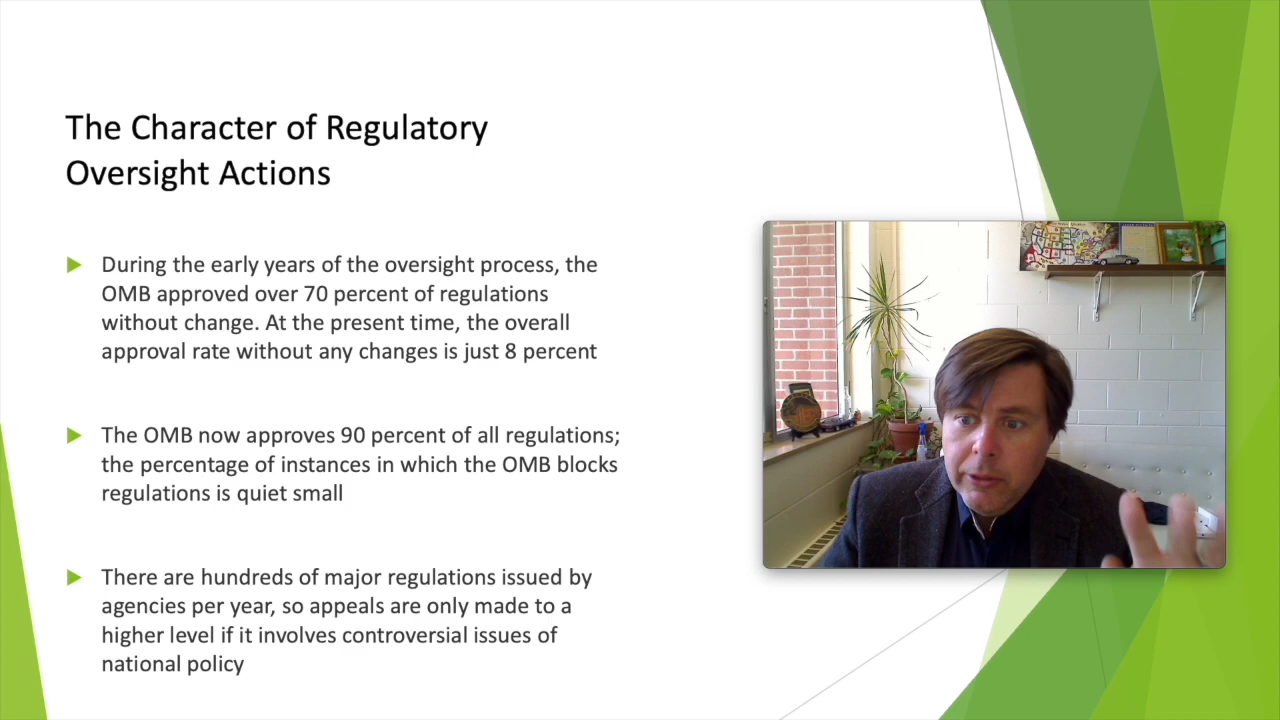 The Character of Regulatory
Oversight Actions
During the early years of the oversight process, the
OMB approved over 70 percent of regulations
without change. At the present time, the overall
approval rate without any changes is just 8 percent
The OMB now approves 90 percent of all regulations;
the percentage of instances in which the OMB blocks
regulations is quiet small
There are hundreds of major regulations issued by
agencies per year, so appeals are only made to a
higher level if it involves controversial issues of
national policy